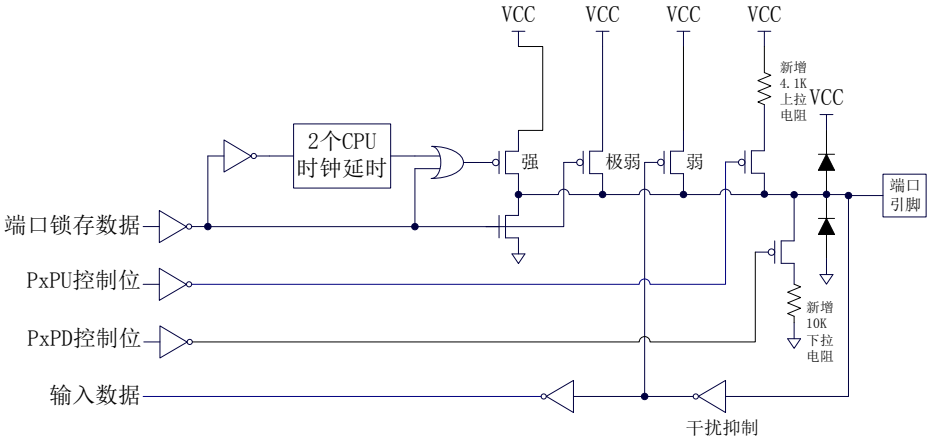 VCC
VCC
VCC
VCC
新增
4.1K
上拉
电阻
VCC
2个CPU
时钟延时
强
极弱
弱
端口
引脚
端口锁存数据
PxPU控制位
新增
10K
下拉
电阻
PxPD控制位
输入数据
干扰抑制